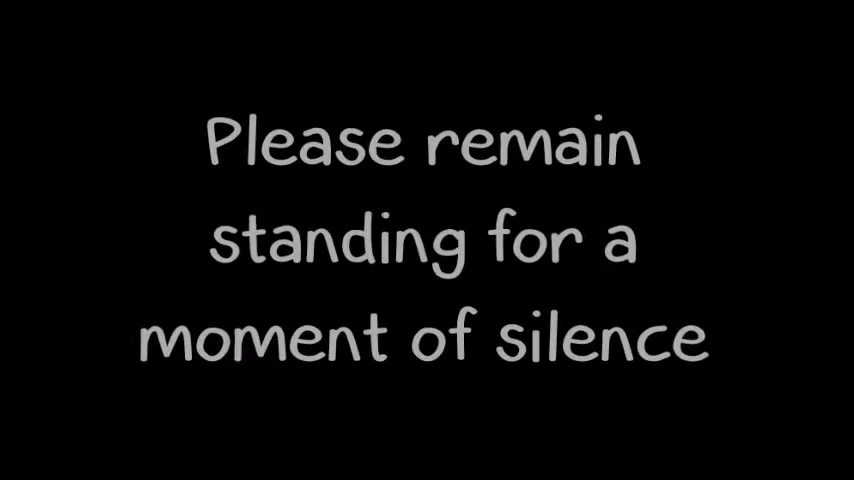 Please remain
standing for a
moment of silence